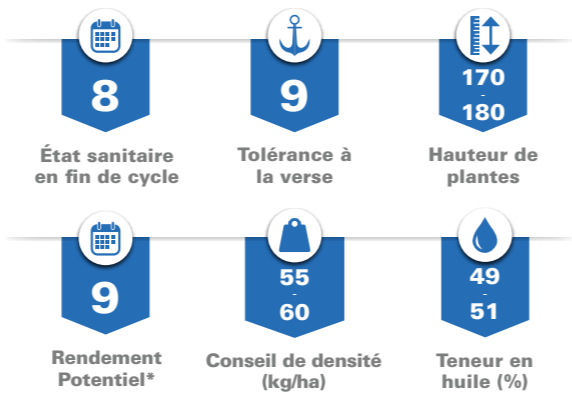 8
État sanitaire
en fin de cycle
9
Tolérance à
la verse
170
-
180
Hauteur de
plantes
9
Rendement
Potentiel*
55
-
60
Conseil de densité
(kg/ha)
49
-
51
Teneur en
huile (%)